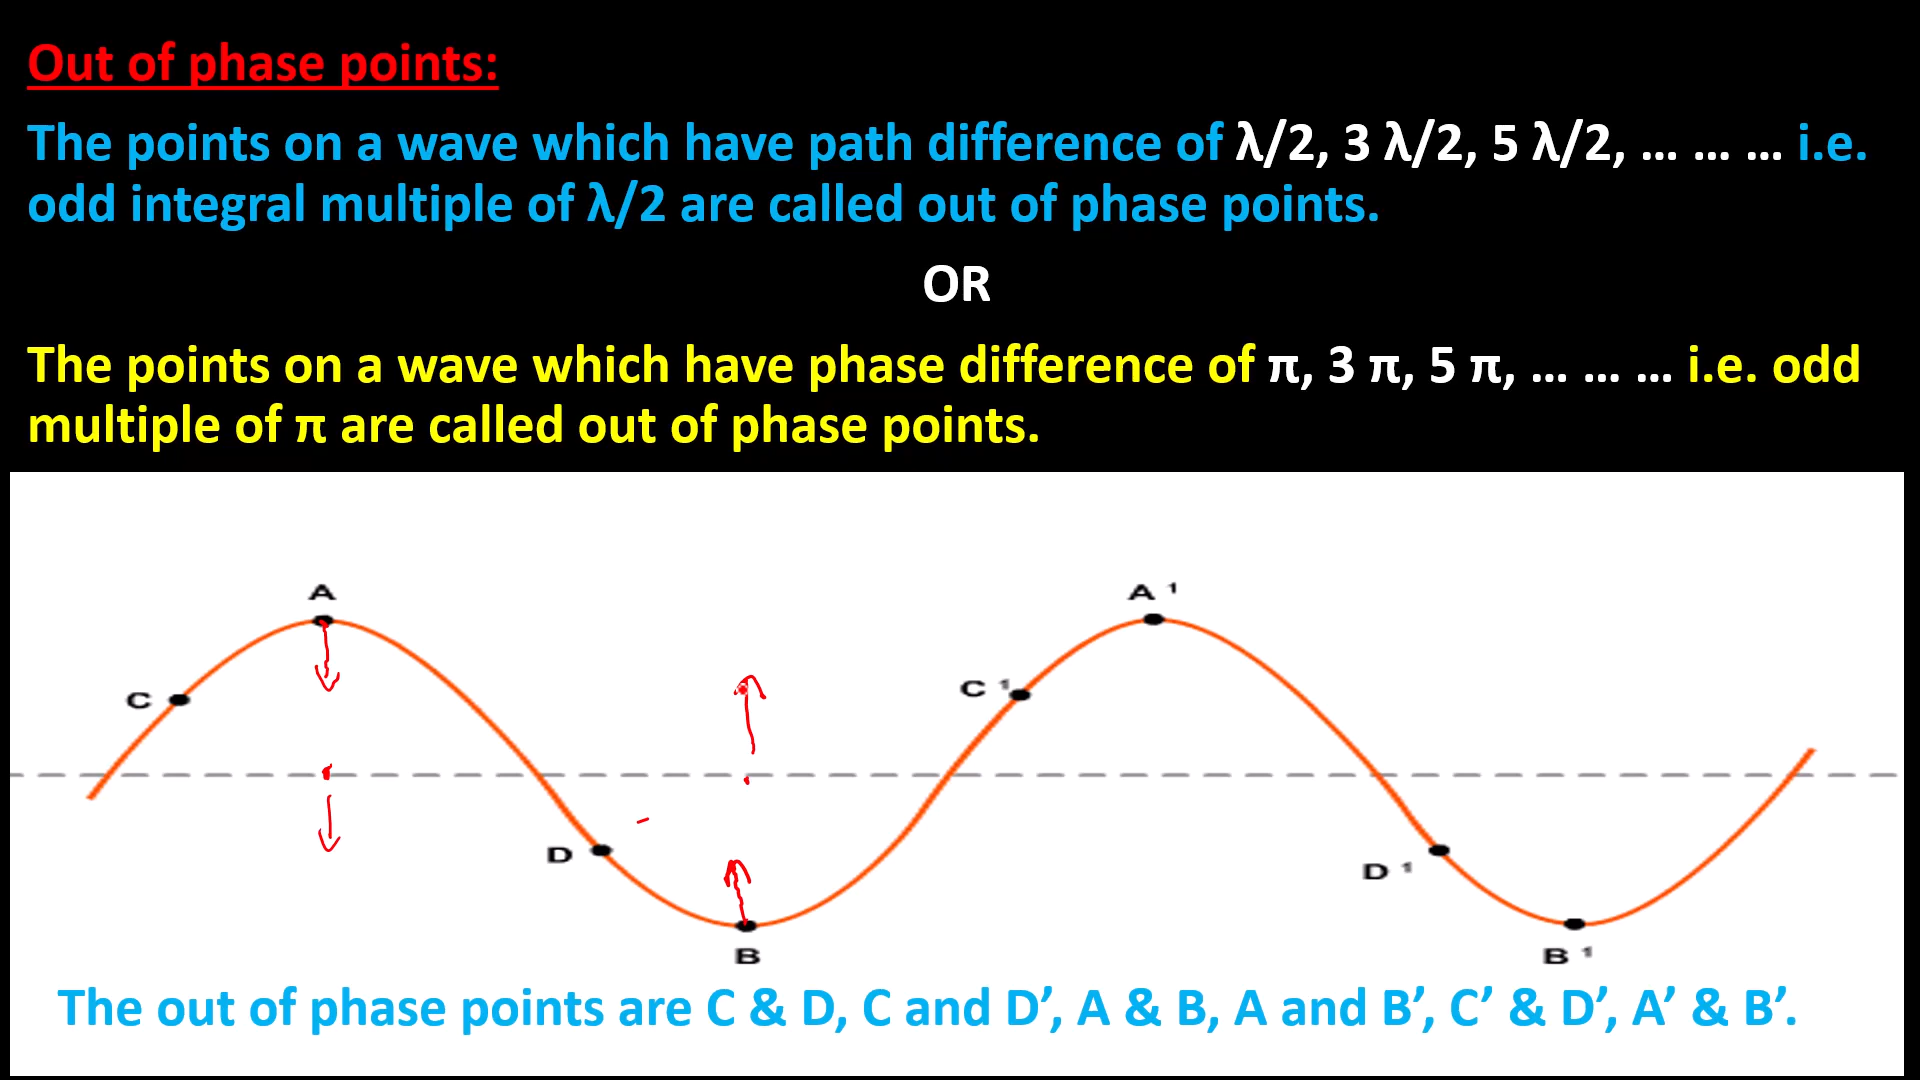 Out of phase points:
The points on a wave which have path difference of λ/2, 3 λ/2, 5 λ/2, ... ... ... i.e.
odd integral multiple of λ/2 are called out of phase points.
OR
The points on a wave which have phase difference of π, 3 π, 5 π, ... ... ... i.e. odd
multiple of π are called out of phase points.
A
A ¹
C
C ¹
D
D ¹
B
B ¹
The out of phase points are C & D, C and D’, A & B, A and B’, C’ & D’, A’ & B’.